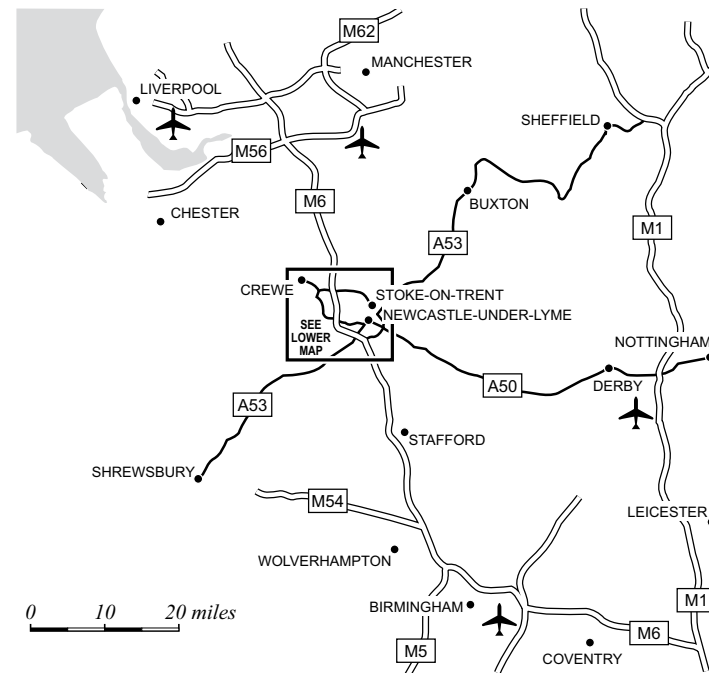 M62
MANCHESTER
LIVERPOOL
SHEFFIELD
M56
M6
BUXTON
CHESTER
M1
A53
CREWE
STOKE-ON-TRENT
NEWCASTLE-UNDER-LYME
SEE
LOWER
MAP
NOTTINGHAM
DERBY
A50
A53
STAFFORD
SHREWSBURY
M54
LEICESTER
WOLVERHAMPTON
0 10 20 miles
BIRMINGHAM
M1
M6
M5
COVENTRY